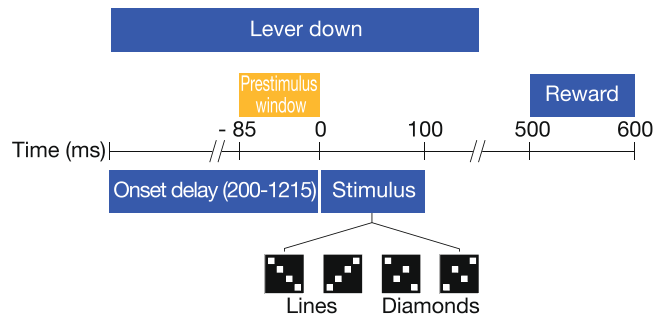 Lever down
Prestimulus
window
Reward
- 85 0 100 500 600
Time (ms)
Onset delay (200-1215)
Stimulus
Lines
Diamonds